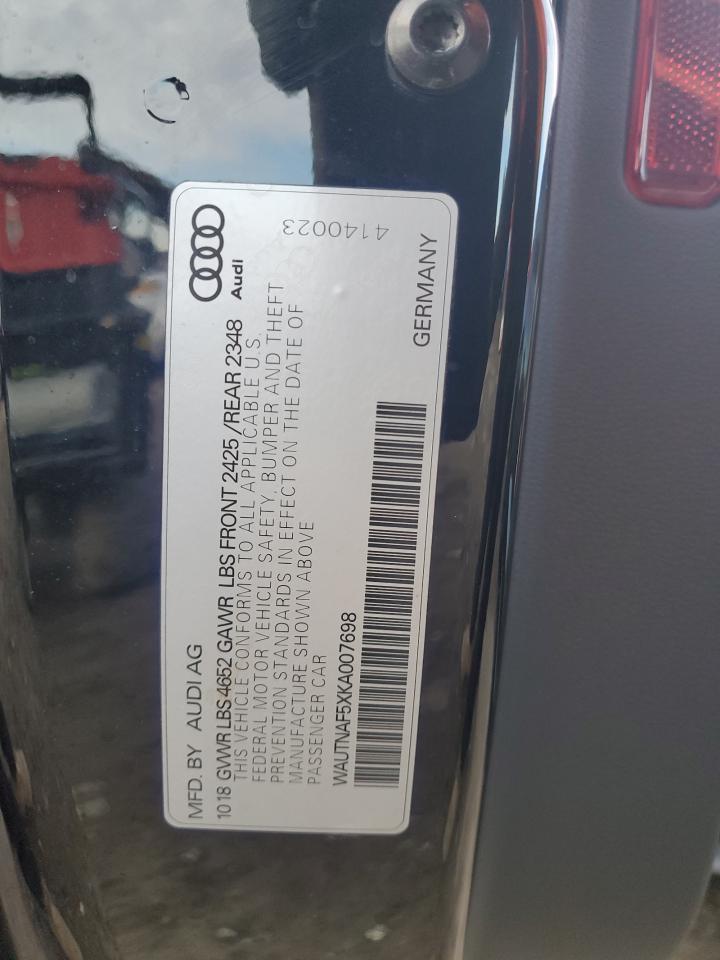 MFD. BY AUDI AG
Audi
1018 GVWR LBS 4652 GAWR LBS FRONT 2425 /REAR 2348
THIS VEHICLE CONFORMS TO ALL APPLICABLE U.S.
FEDERAL MOTOR VEHICLE SAFETY, BUMPER AND THEFT
PREVENTION STANDARDS IN EFFECT ON THE DATE OF
MANUFACTURE SHOWN ABOVE
PASSENGER CAR
4140023
WAUTNAF5XKA007698
GERMANY